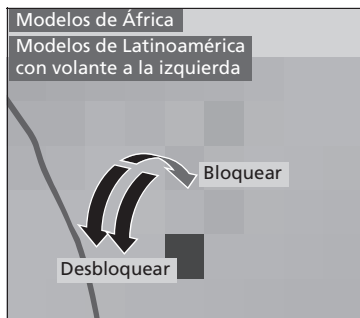 Modelos de África
Modelos de Latinoamérica
con volante a la izquierda
Bloquear
Desbloquear